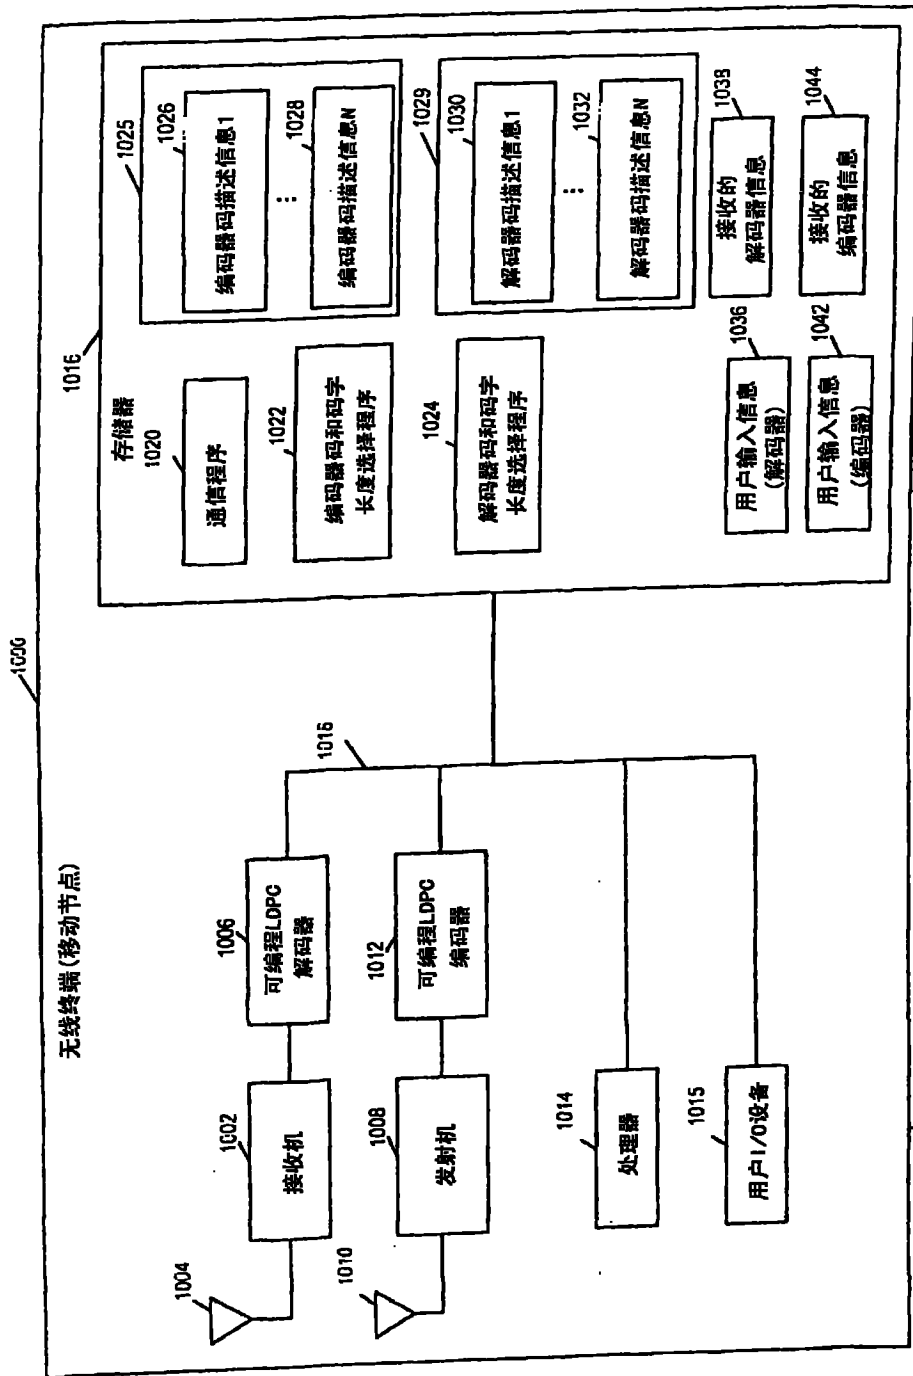 1000
无线终端(移动节点)
1004
1002
接收机
1006
可编程LDPC
解码器
1010
1008
发射机
1012
可编程LDPC
编码器
1016
1014
处理器
1015
用户I/O设备
1016
存储器
1020
通信程序
1022
编码器码和码字
长度选择程序
1024
解码器码和码字
长度选择程序
1025
1026
编码器码描述信息1
⋮
1028
编码器码描述信息N
1029
1030
解码器码描述信息1
⋮
1032
解码器码描述信息N
1036
用户输入信息
(解码器)
1038
接收的
解码器信息
1042
用户输入信息
(编码器)
1044
接收的
编码器信息